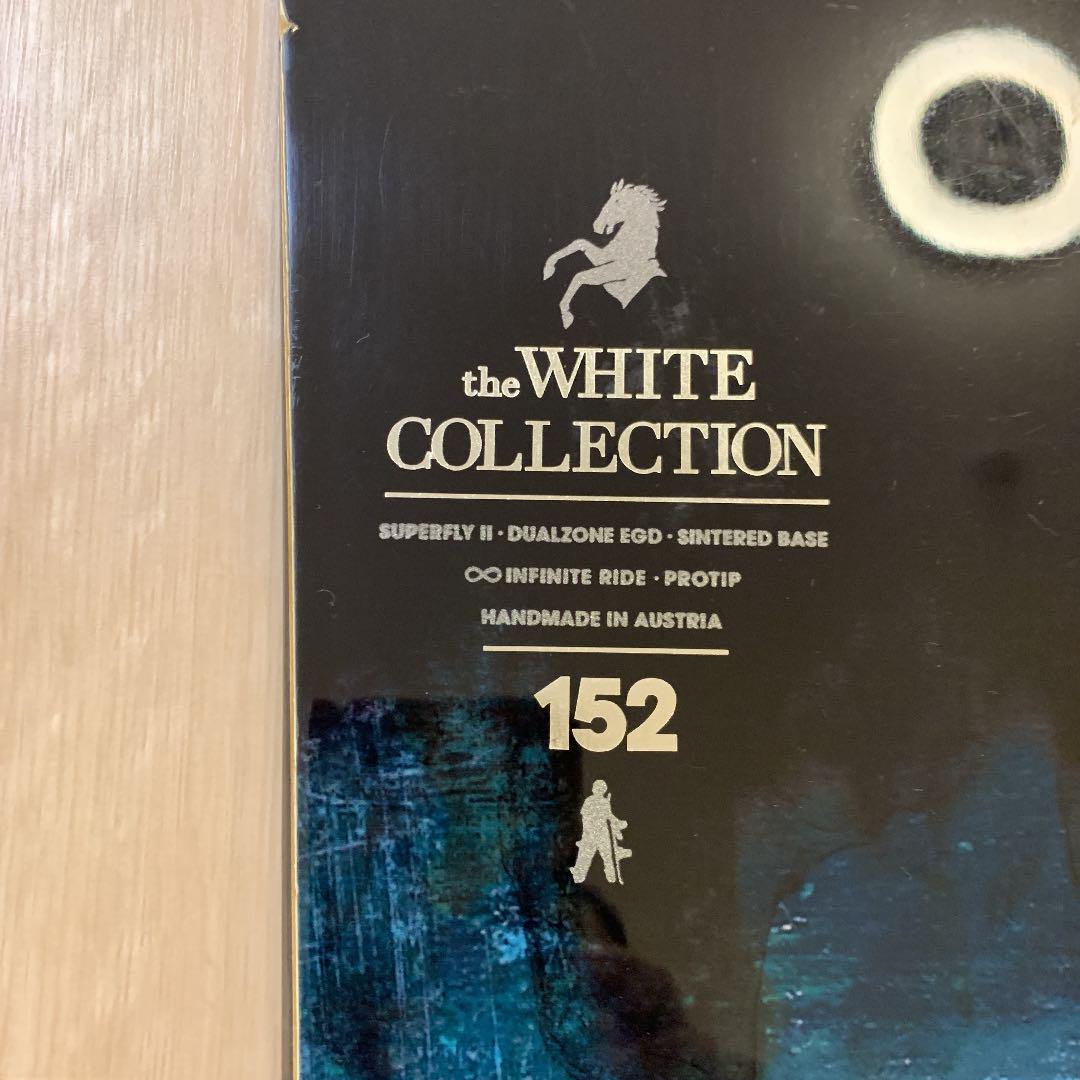 the WHITE
COLLECTION
SUPERFLY II · DUALZONE EGD · SINTERED BASE
∞ INFINITE RIDE · PROTIP
HANDMADE IN AUSTRIA
152